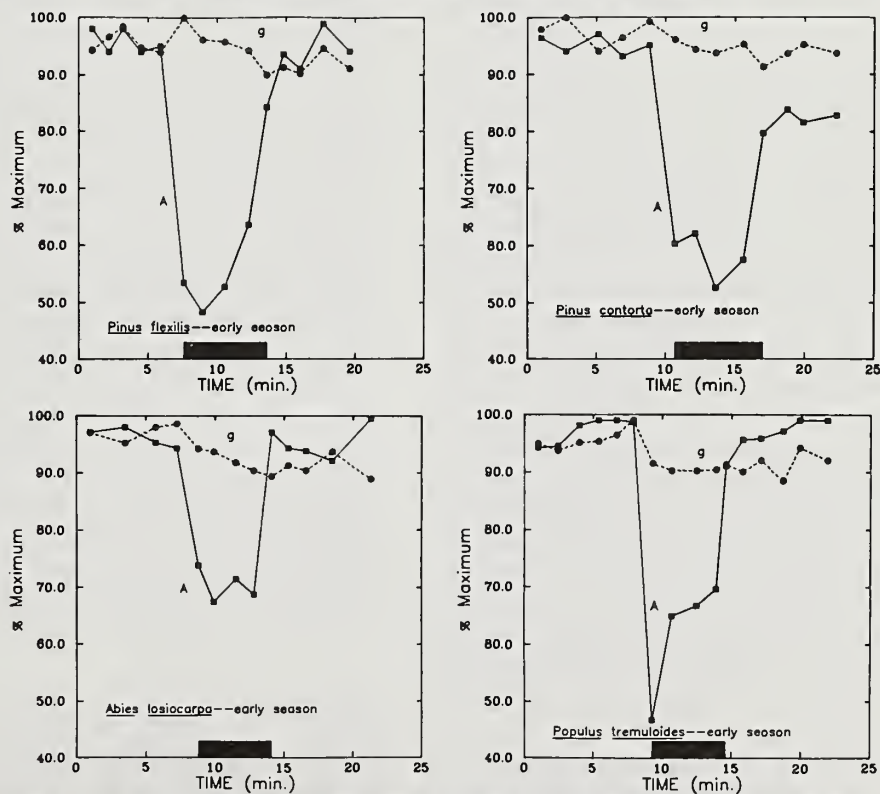 100.0
90.0
80.0
70.0
60.0
50.0
40.0
% Maximum
g
A
Pinus flexilis--early eeoson
0 5 10 15 20 25
TIME (min.)
100.0
90.0
80.0
70.0
60.0
50.0
40.0
% Maximum
g
A
Pinus contorta--early season
0 5 10 15 20 25
TIME (min.)
100.0
90.0
80.0
70.0
60.0
50.0
40.0
% Maximum
g
A
Abies losiocarpa--early season
0 5 10 15 20 25
TIME (min.)
100.0
90.0
80.0
70.0
60.0
50.0
40.0
% Maximum
g
A
Populus tremuloides--early seoson
0 5 10 15 20 25
TIME (min.)